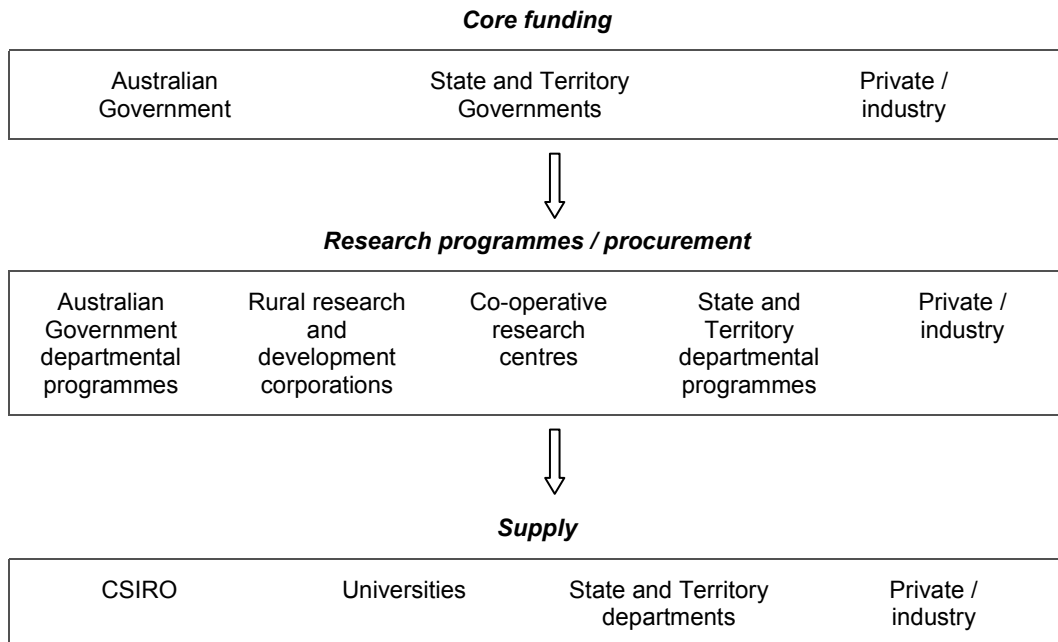 Core funding
Australian Government
State and Territory Governments
Private / industry
Research programmes / procurement
Australian Government departmental programmes
Rural research and development corporations
Co-operative research centres
State and Territory departmental programmes
Private / industry
Supply
CSIRO
Universities
State and Territory departments
Private / industry